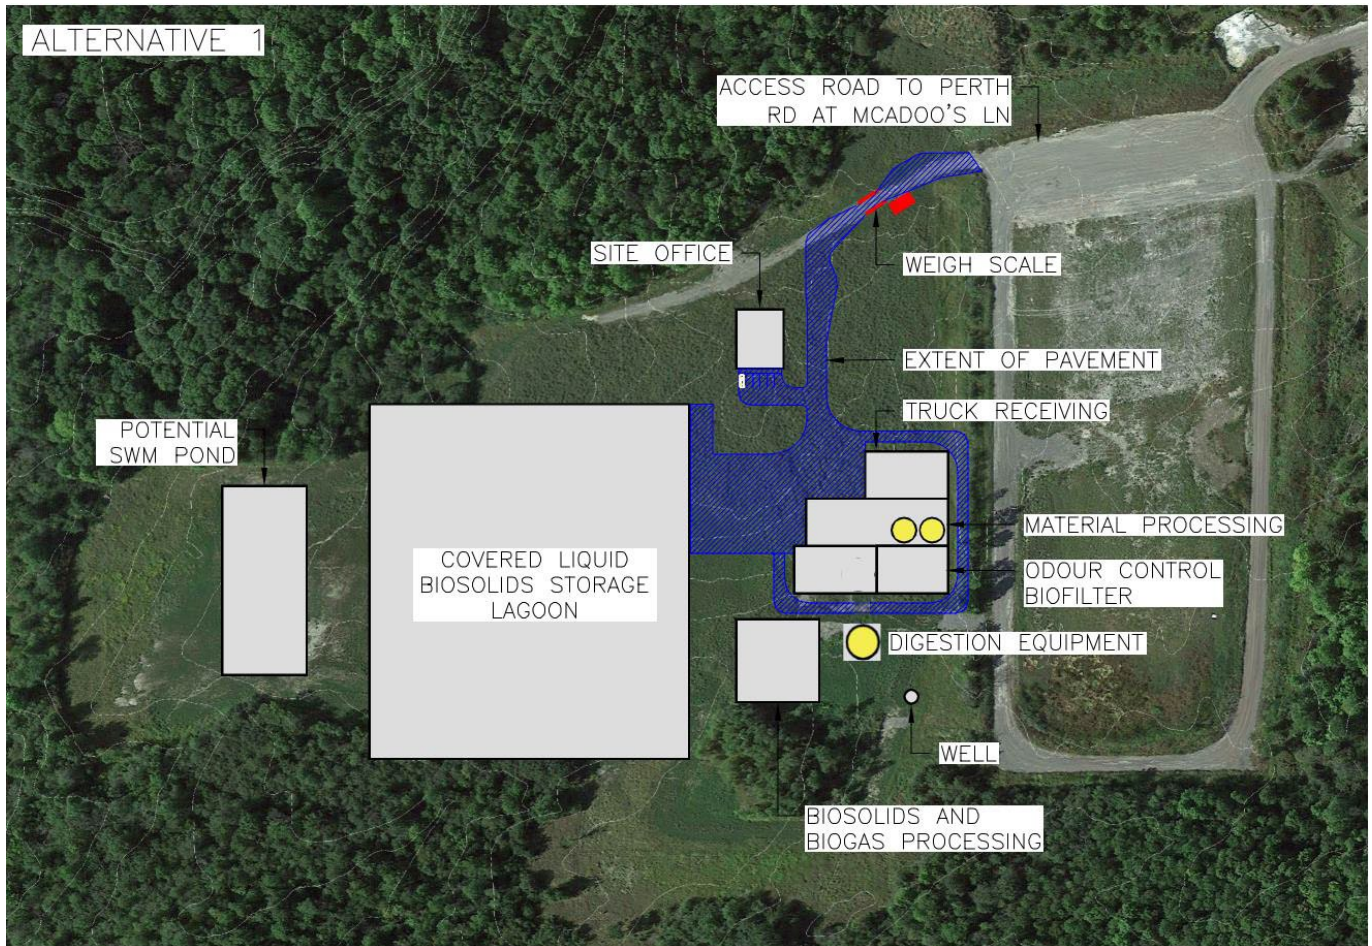 ALTERNATIVE 1
ACCESS ROAD TO PERTH
RD AT MCADOO'S LN
SITE OFFICE
WEIGH SCALE
EXTENT OF PAVEMENT
TRUCK RECEIVING
POTENTIAL
SWM POND
MATERIAL PROCESSING
COVERED LIQUID
BIOSOLIDS STORAGE
LAGOON
ODOUR CONTROL
BIOFILTER
DIGESTION EQUIPMENT
WELL
BIOSOLIDS AND
BIOGAS PROCESSING